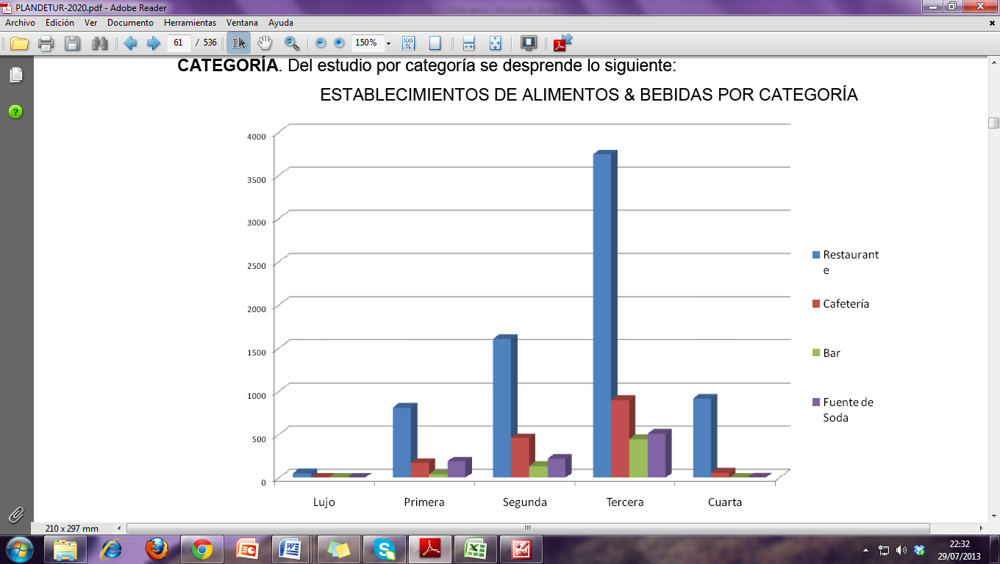 PLANDETUR-2020.pdf - Adobe Reader
Archivo Edición Ver Documento Herramientas Ventana Ayuda
61 / 536 150%
CATEGORÍA. Del estudio por categoría se desprende lo siguiente:
ESTABLECIMIENTOS DE ALIMENTOS & BEBIDAS POR CATEGORÍA
4000
3500
3000
2500
2000
1500
1000
500
0
Lujo Primera Segunda Tercera Cuarta
Restaurant
e
Cafetería
Bar
Fuente de
Soda
210 x 297 mm
22:32
29/07/2013